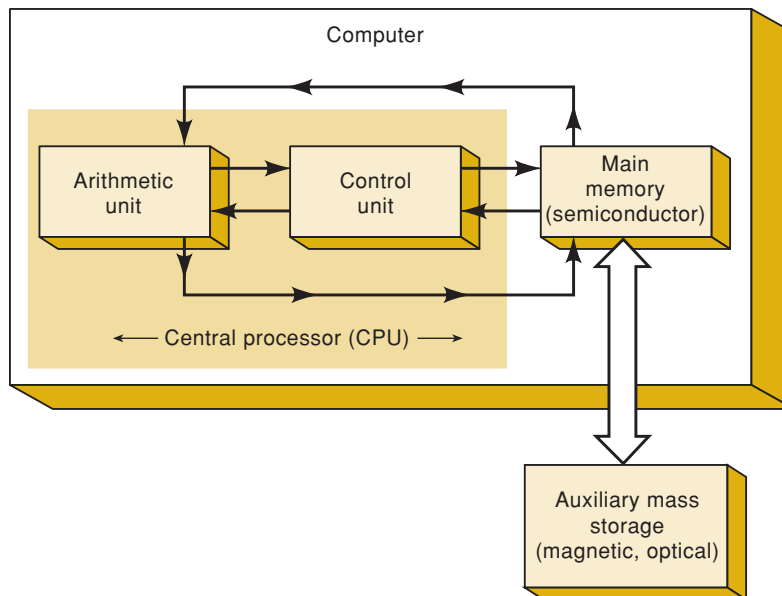 Computer
Arithmetic
unit
Control
unit
Main
memory
(semiconductor)
Central processor (CPU)
Auxiliary mass
storage
(magnetic, optical)